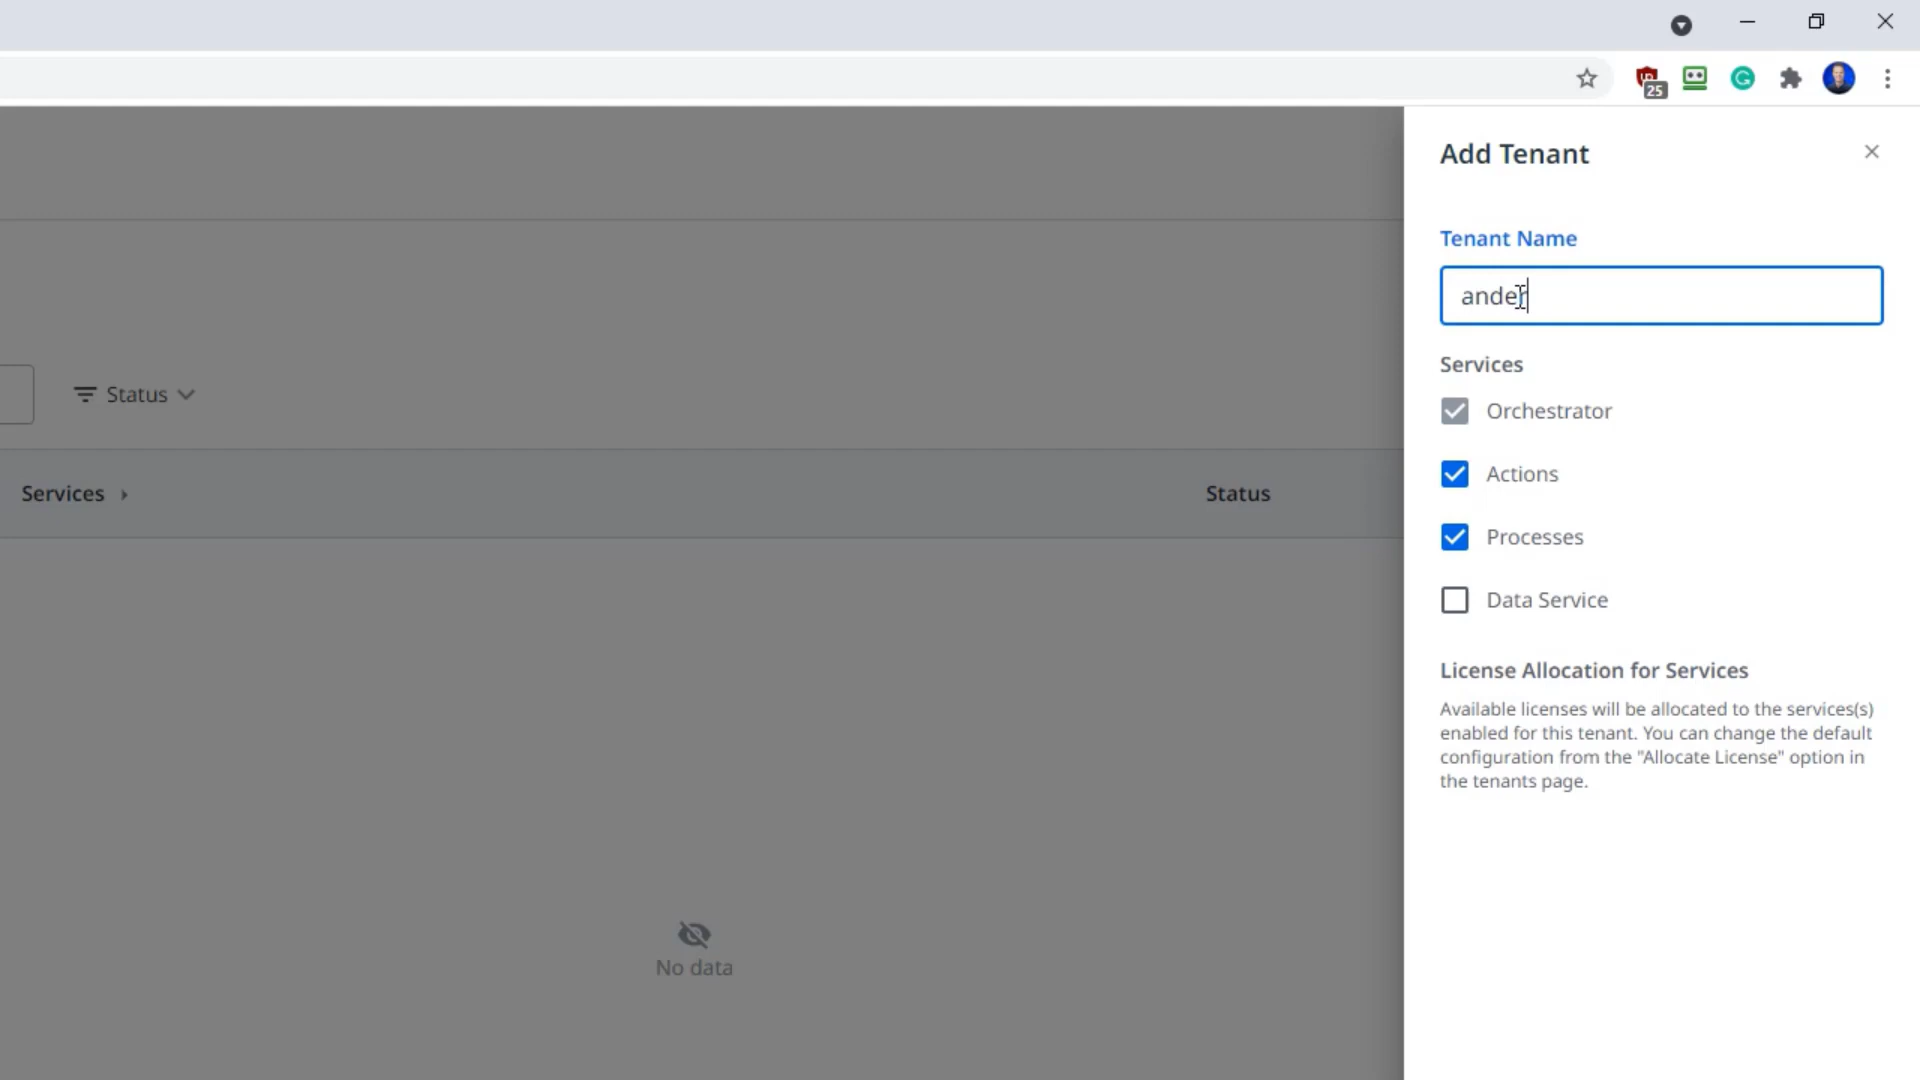 25
Add Tenant
Tenant Name
ander
Services
Orchestrator
Status
Actions
Services
Status
Processes
Data Service
License Allocation for Services
Available licenses will be allocated to the services(s)
enabled for this tenant. You can change the default
configuration from the "Allocate License" option in
the tenants page.
No data